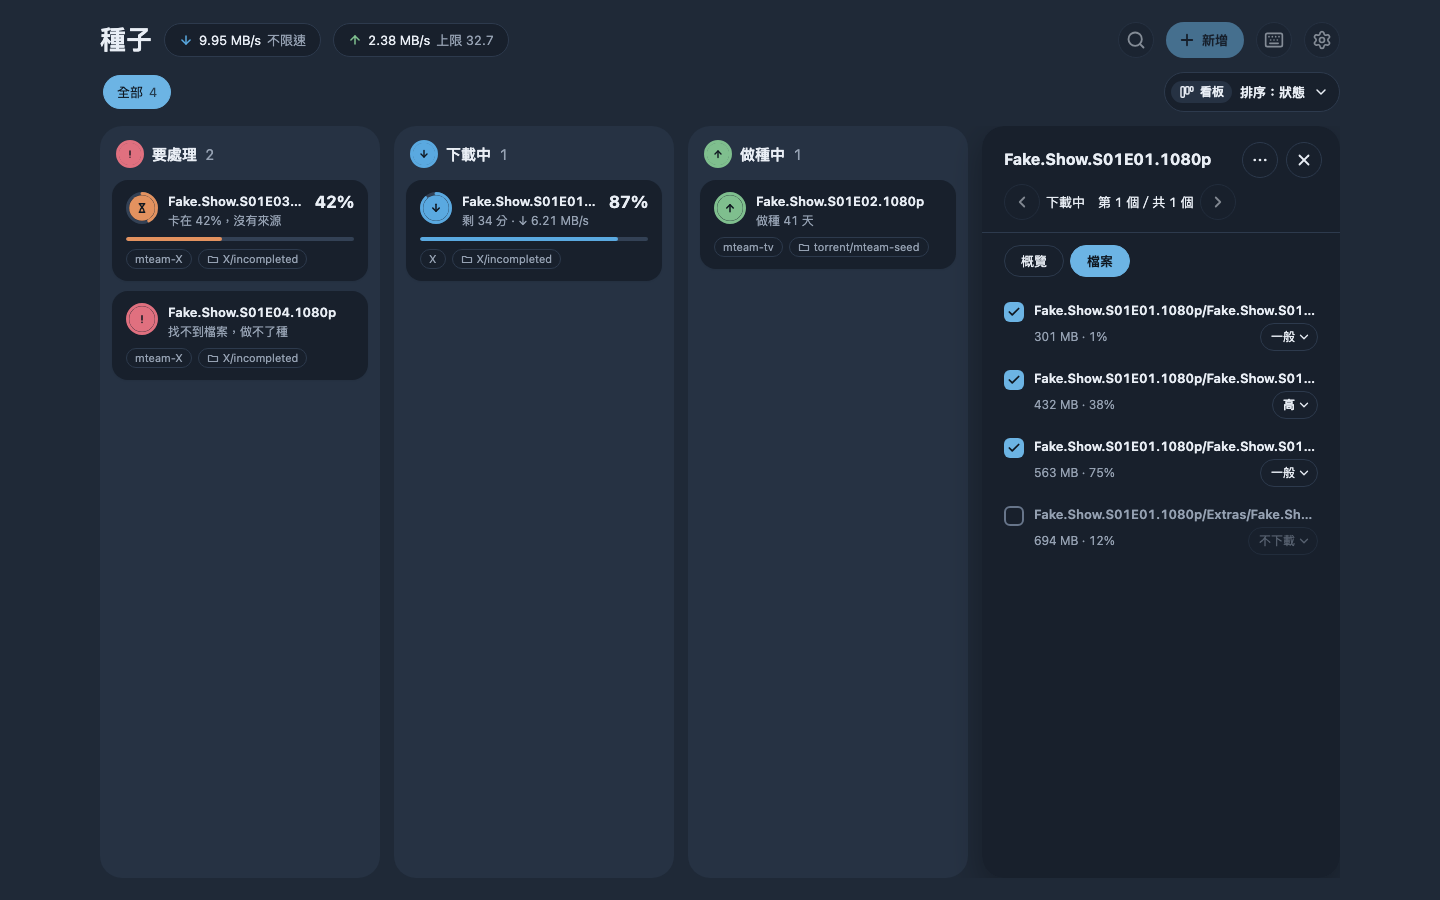 種子
9.95 MB/s 不限速
2.38 MB/s 上限 32.7
新增
全部 4
看板 排序：狀態
要處理 2
Fake.Show.S01E03... 42%
卡在 42%，沒有來源
mteam-X X/incompleted
Fake.Show.S01E04.1080p
找不到檔案，做不了種
mteam-X X/incompleted
下載中 1
Fake.Show.S01E01... 87%
剩 34 分 · ↓ 6.21 MB/s
X X/incompleted
做種中 1
Fake.Show.S01E02.1080p
做種 41 天
mteam-tv torrent/mteam-seed
Fake.Show.S01E01.1080p
下載中 第 1 個 / 共 1 個
概覽 檔案
Fake.Show.S01E01.1080p/Fake.Show.S01...
301 MB · 1% 一般
Fake.Show.S01E01.1080p/Fake.Show.S01...
432 MB · 38% 高
Fake.Show.S01E01.1080p/Fake.Show.S01...
563 MB · 75% 一般
Fake.Show.S01E01.1080p/Extras/Fake.Sh...
694 MB · 12% 不下載